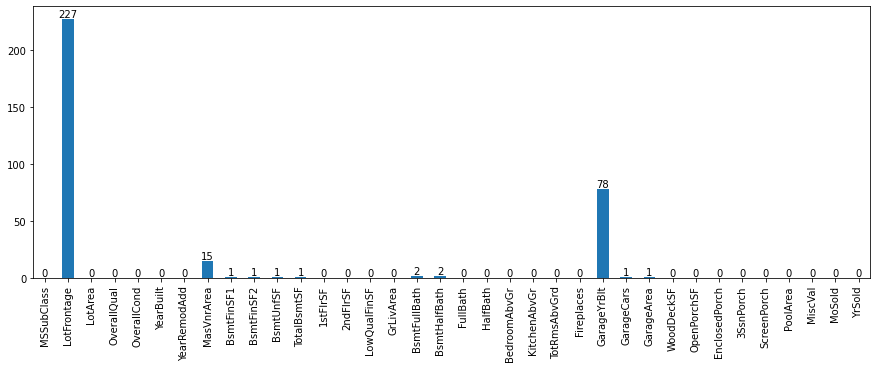 227
200
150
100
78
50
15
0 0 0 0 0 0 1 1 1 1 0 0 0 0 2 2 0 0 0 0 0 0 1 1 0 0 0 0 0 0 0 0 0
0
MSSubClass
LotFrontage
LotArea
OverallQual
OverallCond
YearBuilt
YearRemodAdd
MasVnrArea
BsmtFinSF1
BsmtFinSF2
BsmtUnfSF
TotalBsmtSF
1stFlrSF
2ndFlrSF
LowQualFinSF
GrLivArea
BsmtFullBath
BsmtHalfBath
FullBath
HalfBath
BedroomAbvGr
KitchenAbvGr
TotRmsAbvGrd
Fireplaces
GarageYrBlt
GarageCars
GarageArea
WoodDeckSF
OpenPorchSF
EnclosedPorch
3SsnPorch
ScreenPorch
PoolArea
MiscVal
MoSold
YrSold